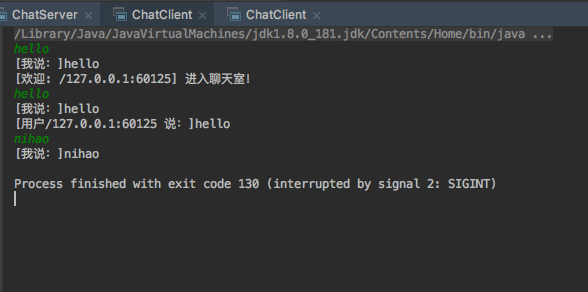 ChatServer × ChatClient × ChatClient ×
/Library/Java/JavaVirtualMachines/jdk1.8.0_181.jdk/Contents/Home/bin/java ...
hello
[我说：]hello
[欢迎: /127.0.0.1:60125] 进入聊天室!
hello
[我说：]hello
[用户/127.0.0.1:60125 说：]hello
nihao
[我说：]nihao
Process finished with exit code 130 (interrupted by signal 2: SIGINT)